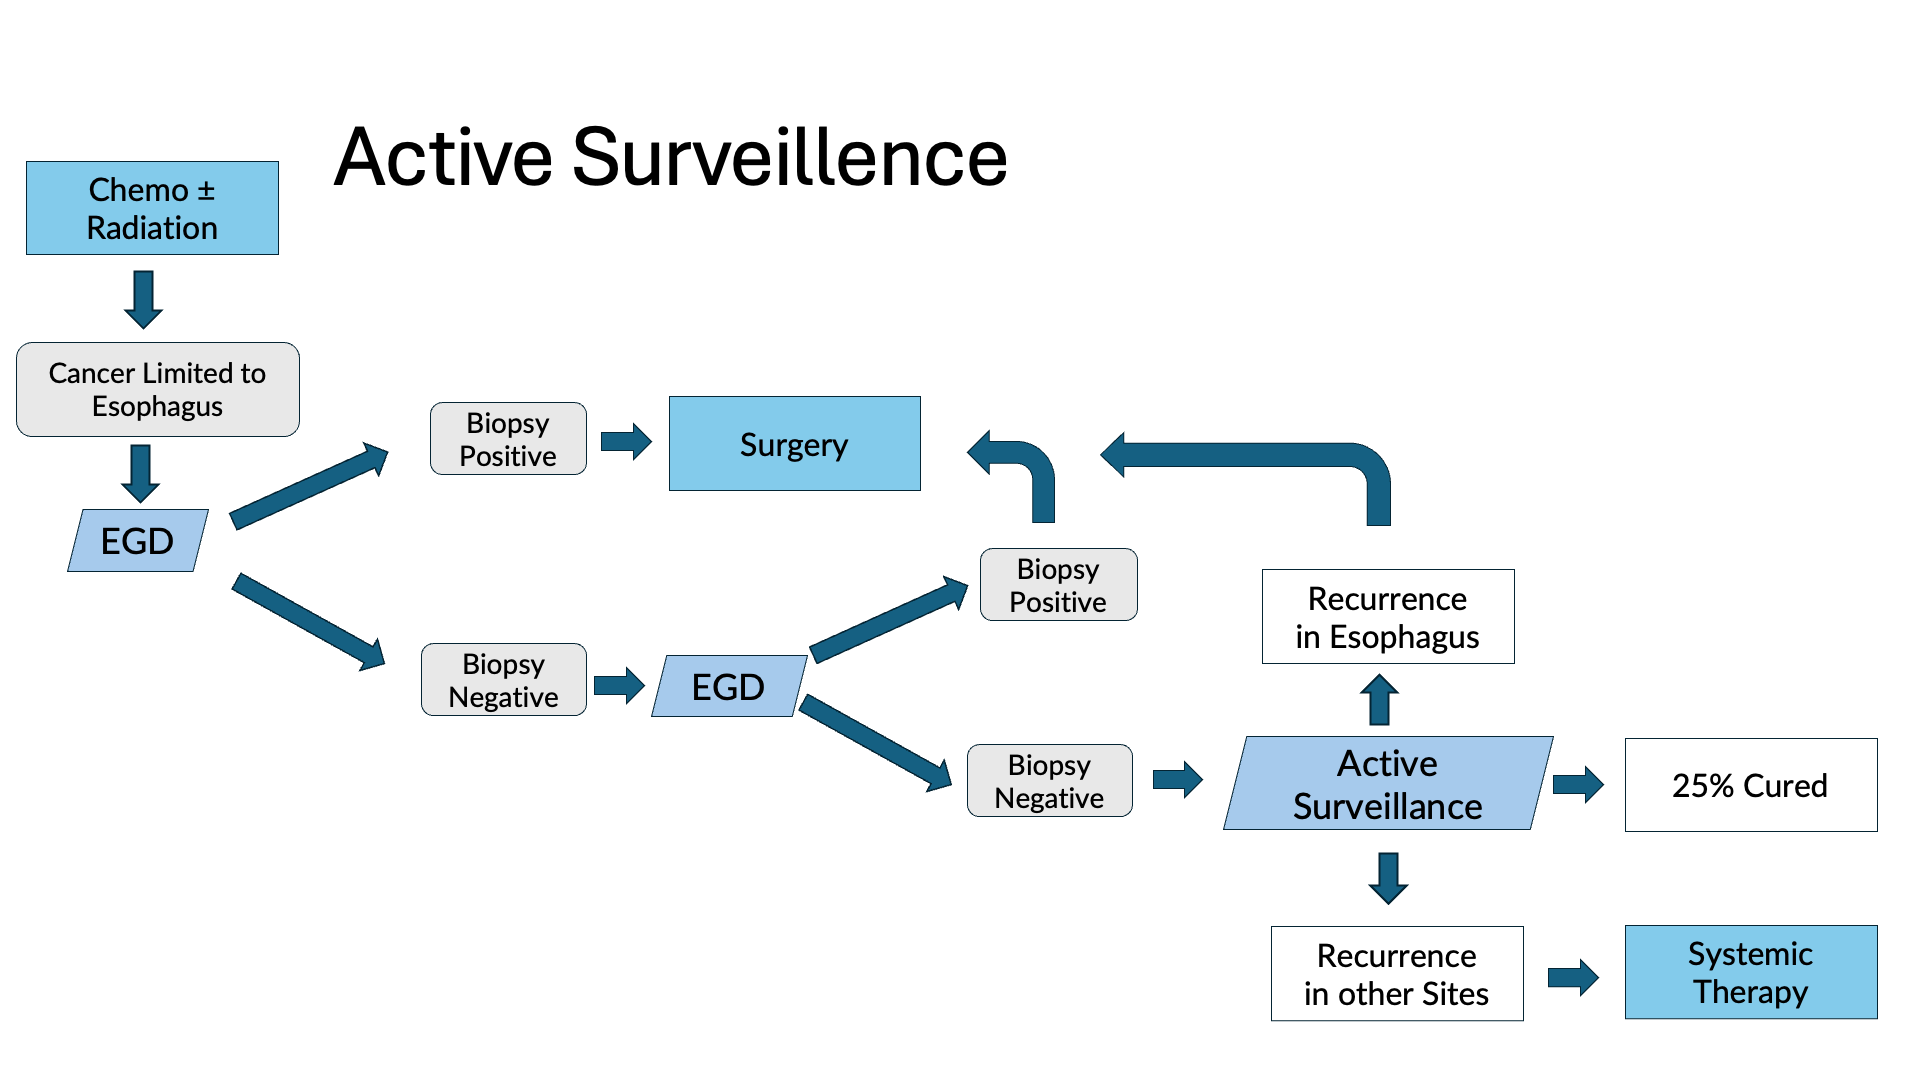 Active Surveillence
Chemo ±
Radiation
Cancer Limited to
Esophagus
EGD
Biopsy
Positive
Surgery
Biopsy
Negative
EGD
Biopsy
Positive
Biopsy
Negative
Recurrence
in Esophagus
Active
Surveillance
25% Cured
Recurrence
in other Sites
Systemic
Therapy